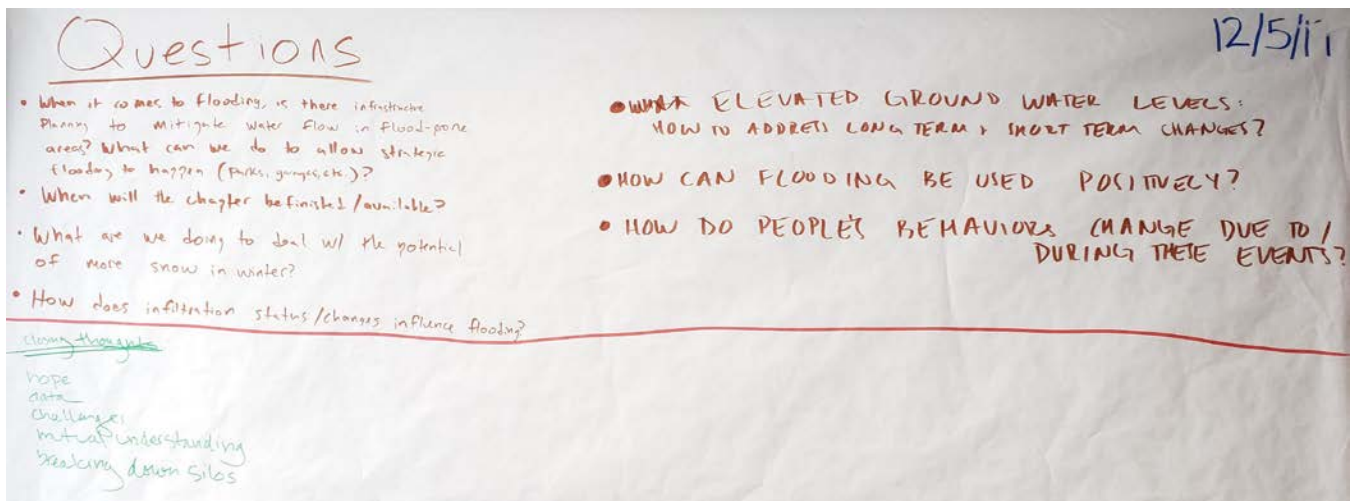 Questions
12/5/
• When it comes to flooding, is there infrastructure
Planning to mitigate water flow in flood-pone
areas? What can we do to allow strategic
flooding to happen (parks, garages, etc.)?
• When will the chapter be finished/available?
• What are we doing to deal w/ the potential
of more snow in winter?
• How does infiltration status/changes influence flooding?
• ELEVATED GROUND WATER LEVELS:
HOW TO ADDRESS LONG TERM + SHORT TERM CHANGES?
• HOW CAN FLOODING BE USED POSITIVELY?
• HOW DO PEOPLE'S BEHAVIORS CHANGE DUE TO /
DURING THESE EVENTS?
closing thoughts
hope
data
challenges
mutual understanding
breaking down silos